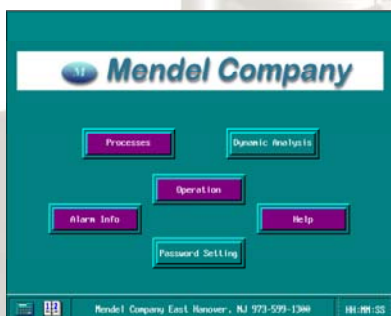 M Mendel Company
Processes
Dynamic Analysis
Operation
Alarm Info
Help
Password Setting
Mendel Company East Hanover, NJ 973-599-1300
HH:MM:SS